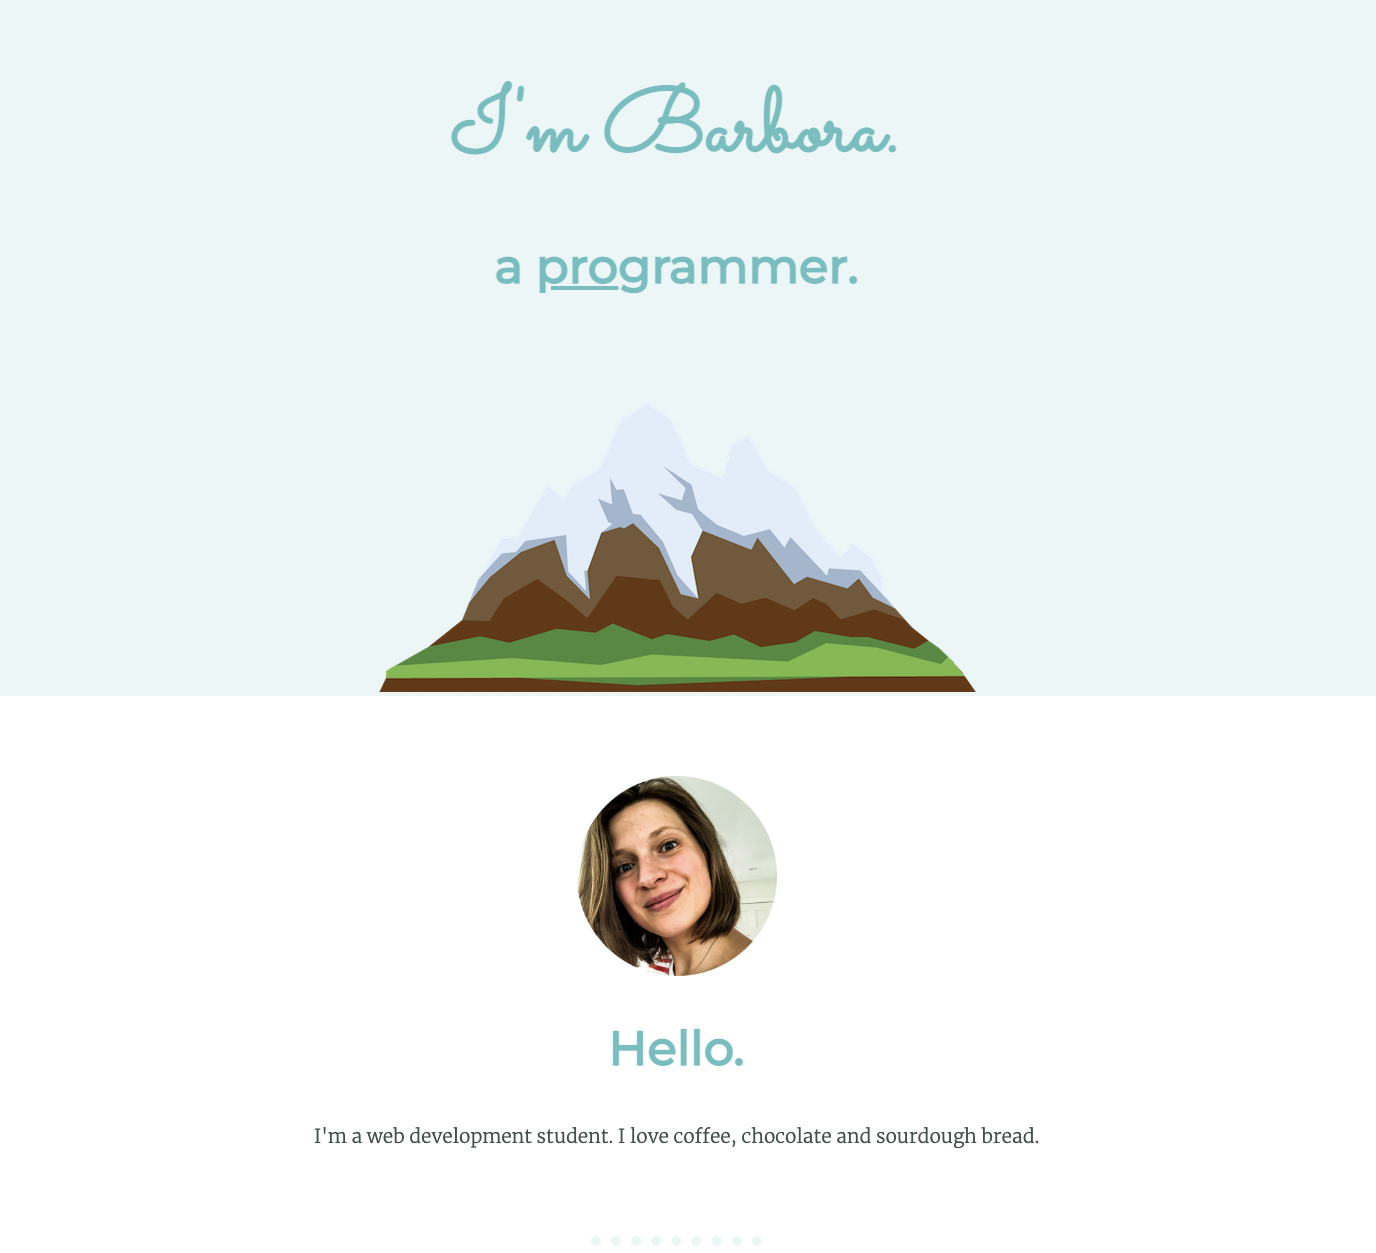 I'm Barbora.
a programmer.
Hello.
I'm a web development student. I love coffee, chocolate and sourdough bread.